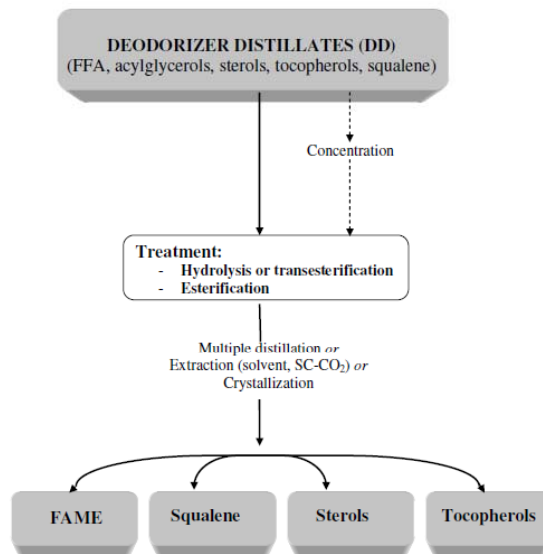 DEODORIZER DISTILLATES (DD)
(FFA, acylglycerols, sterols, tocopherols, squalene)
Concentration
Treatment:
- Hydrolysis or transesterification
- Esterification
Multiple distillation or
Extraction (solvent, SC-CO₂) or
Crystallization
FAME
Squalene
Sterols
Tocopherols